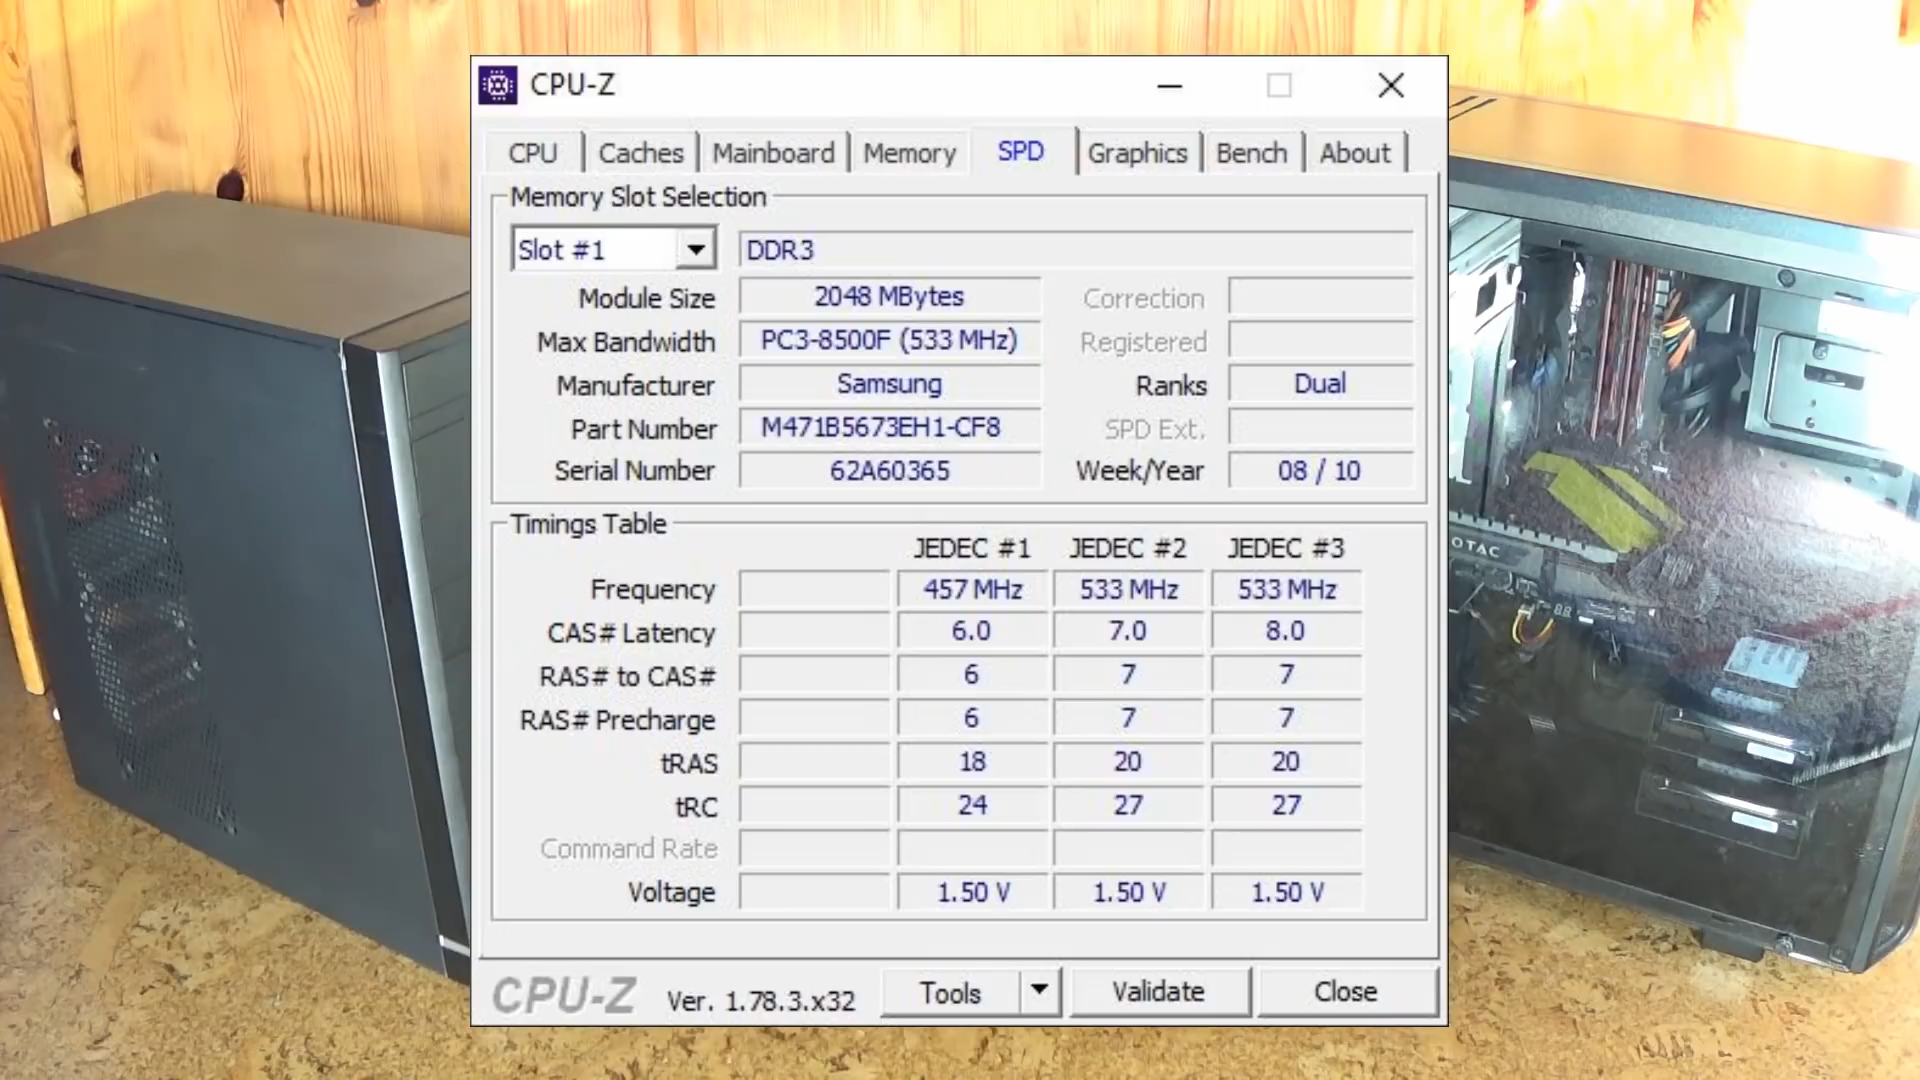 CPU-Z
CPU Caches Mainboard Memory SPD Graphics Bench About
Memory Slot Selection
Slot #1 DDR3
Module Size 2048 MBytes Correction
Max Bandwidth PC3-8500F (533 MHz) Registered
Manufacturer Samsung Ranks Dual
Part Number M471B5673EH1-CF8 SPD Ext.
Serial Number 62A60365 Week/Year 08 / 10
Timings Table
JEDEC #1 JEDEC #2 JEDEC #3
Frequency 457 MHz 533 MHz 533 MHz
CAS# Latency 6.0 7.0 8.0
RAS# to CAS# 6 7 7
RAS# Precharge 6 7 7
tRAS 18 20 20
tRC 24 27 27
Command Rate
Voltage 1.50 V 1.50 V 1.50 V
CPU-Z Ver. 1.78.3.x32 Tools Validate Close
OTAC
88